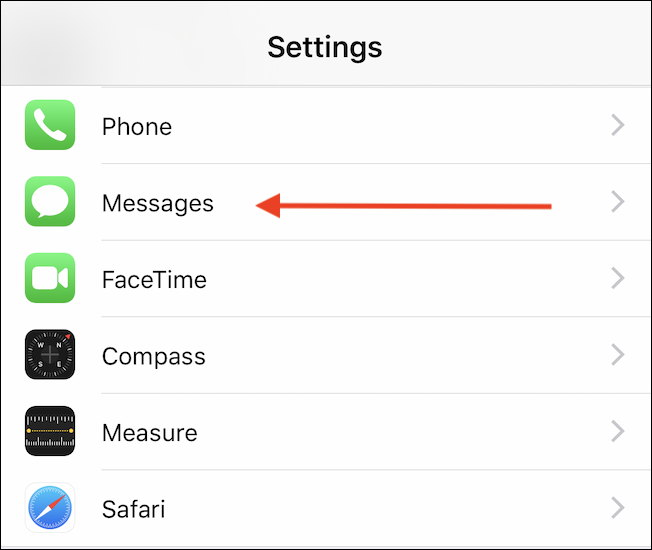 Settings
Phone
Messages
FaceTime
W N
S E
Compass
Measure
Safari